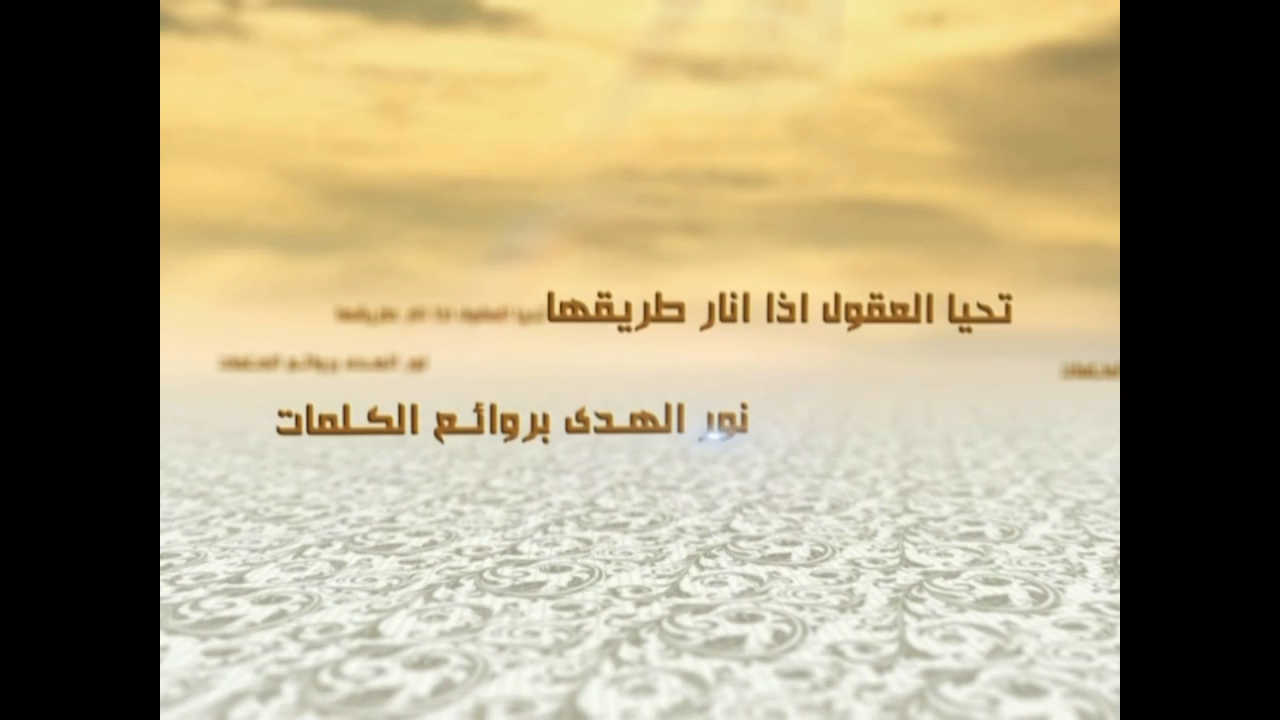 تحيا العقول اذا انار طريقها
نور الهدى بروائع الكلمات